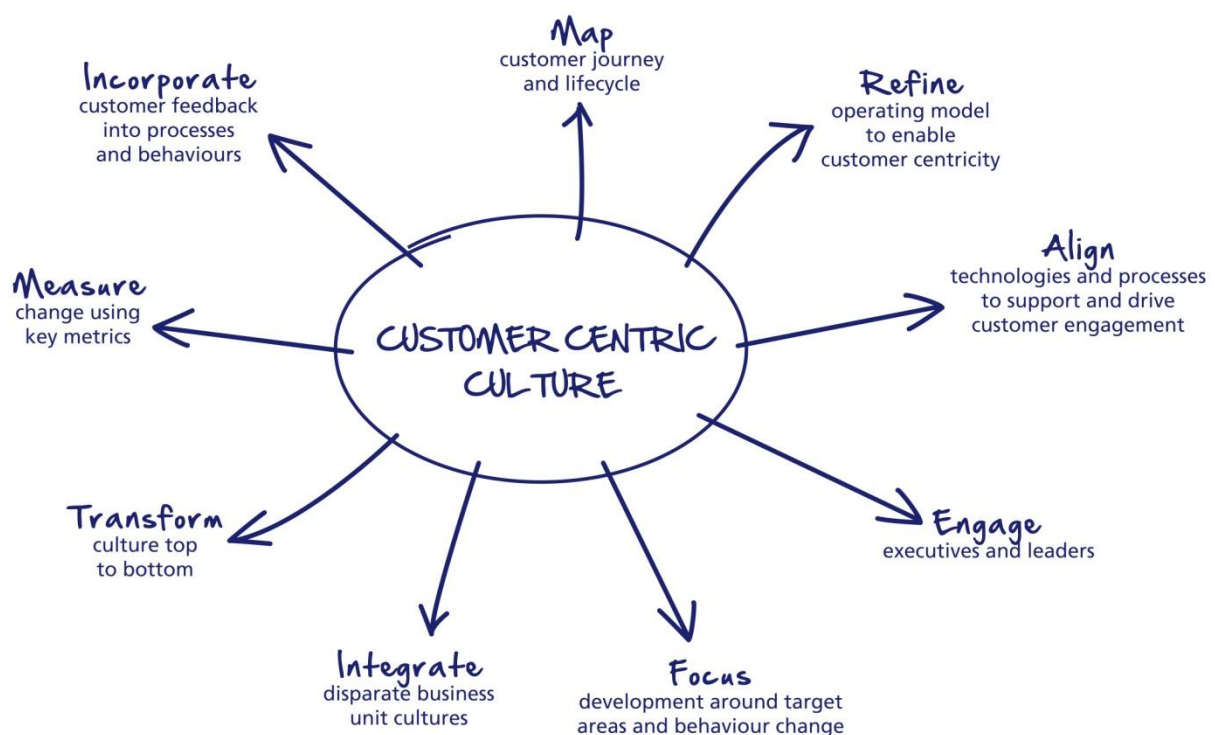 Map
customer journey
and lifecycle
Refine
operating model
to enable
customer centricity
Align
technologies and processes
to support and drive
customer engagement
Engage
executives and leaders
Focus
development around target
areas and behaviour change
Integrate
disparate business
unit cultures
Transform
culture top
to bottom
Measure
change using
key metrics
Incorporate
customer feedback
into processes
and behaviours
CUSTOMER CENTRIC
CULTURE